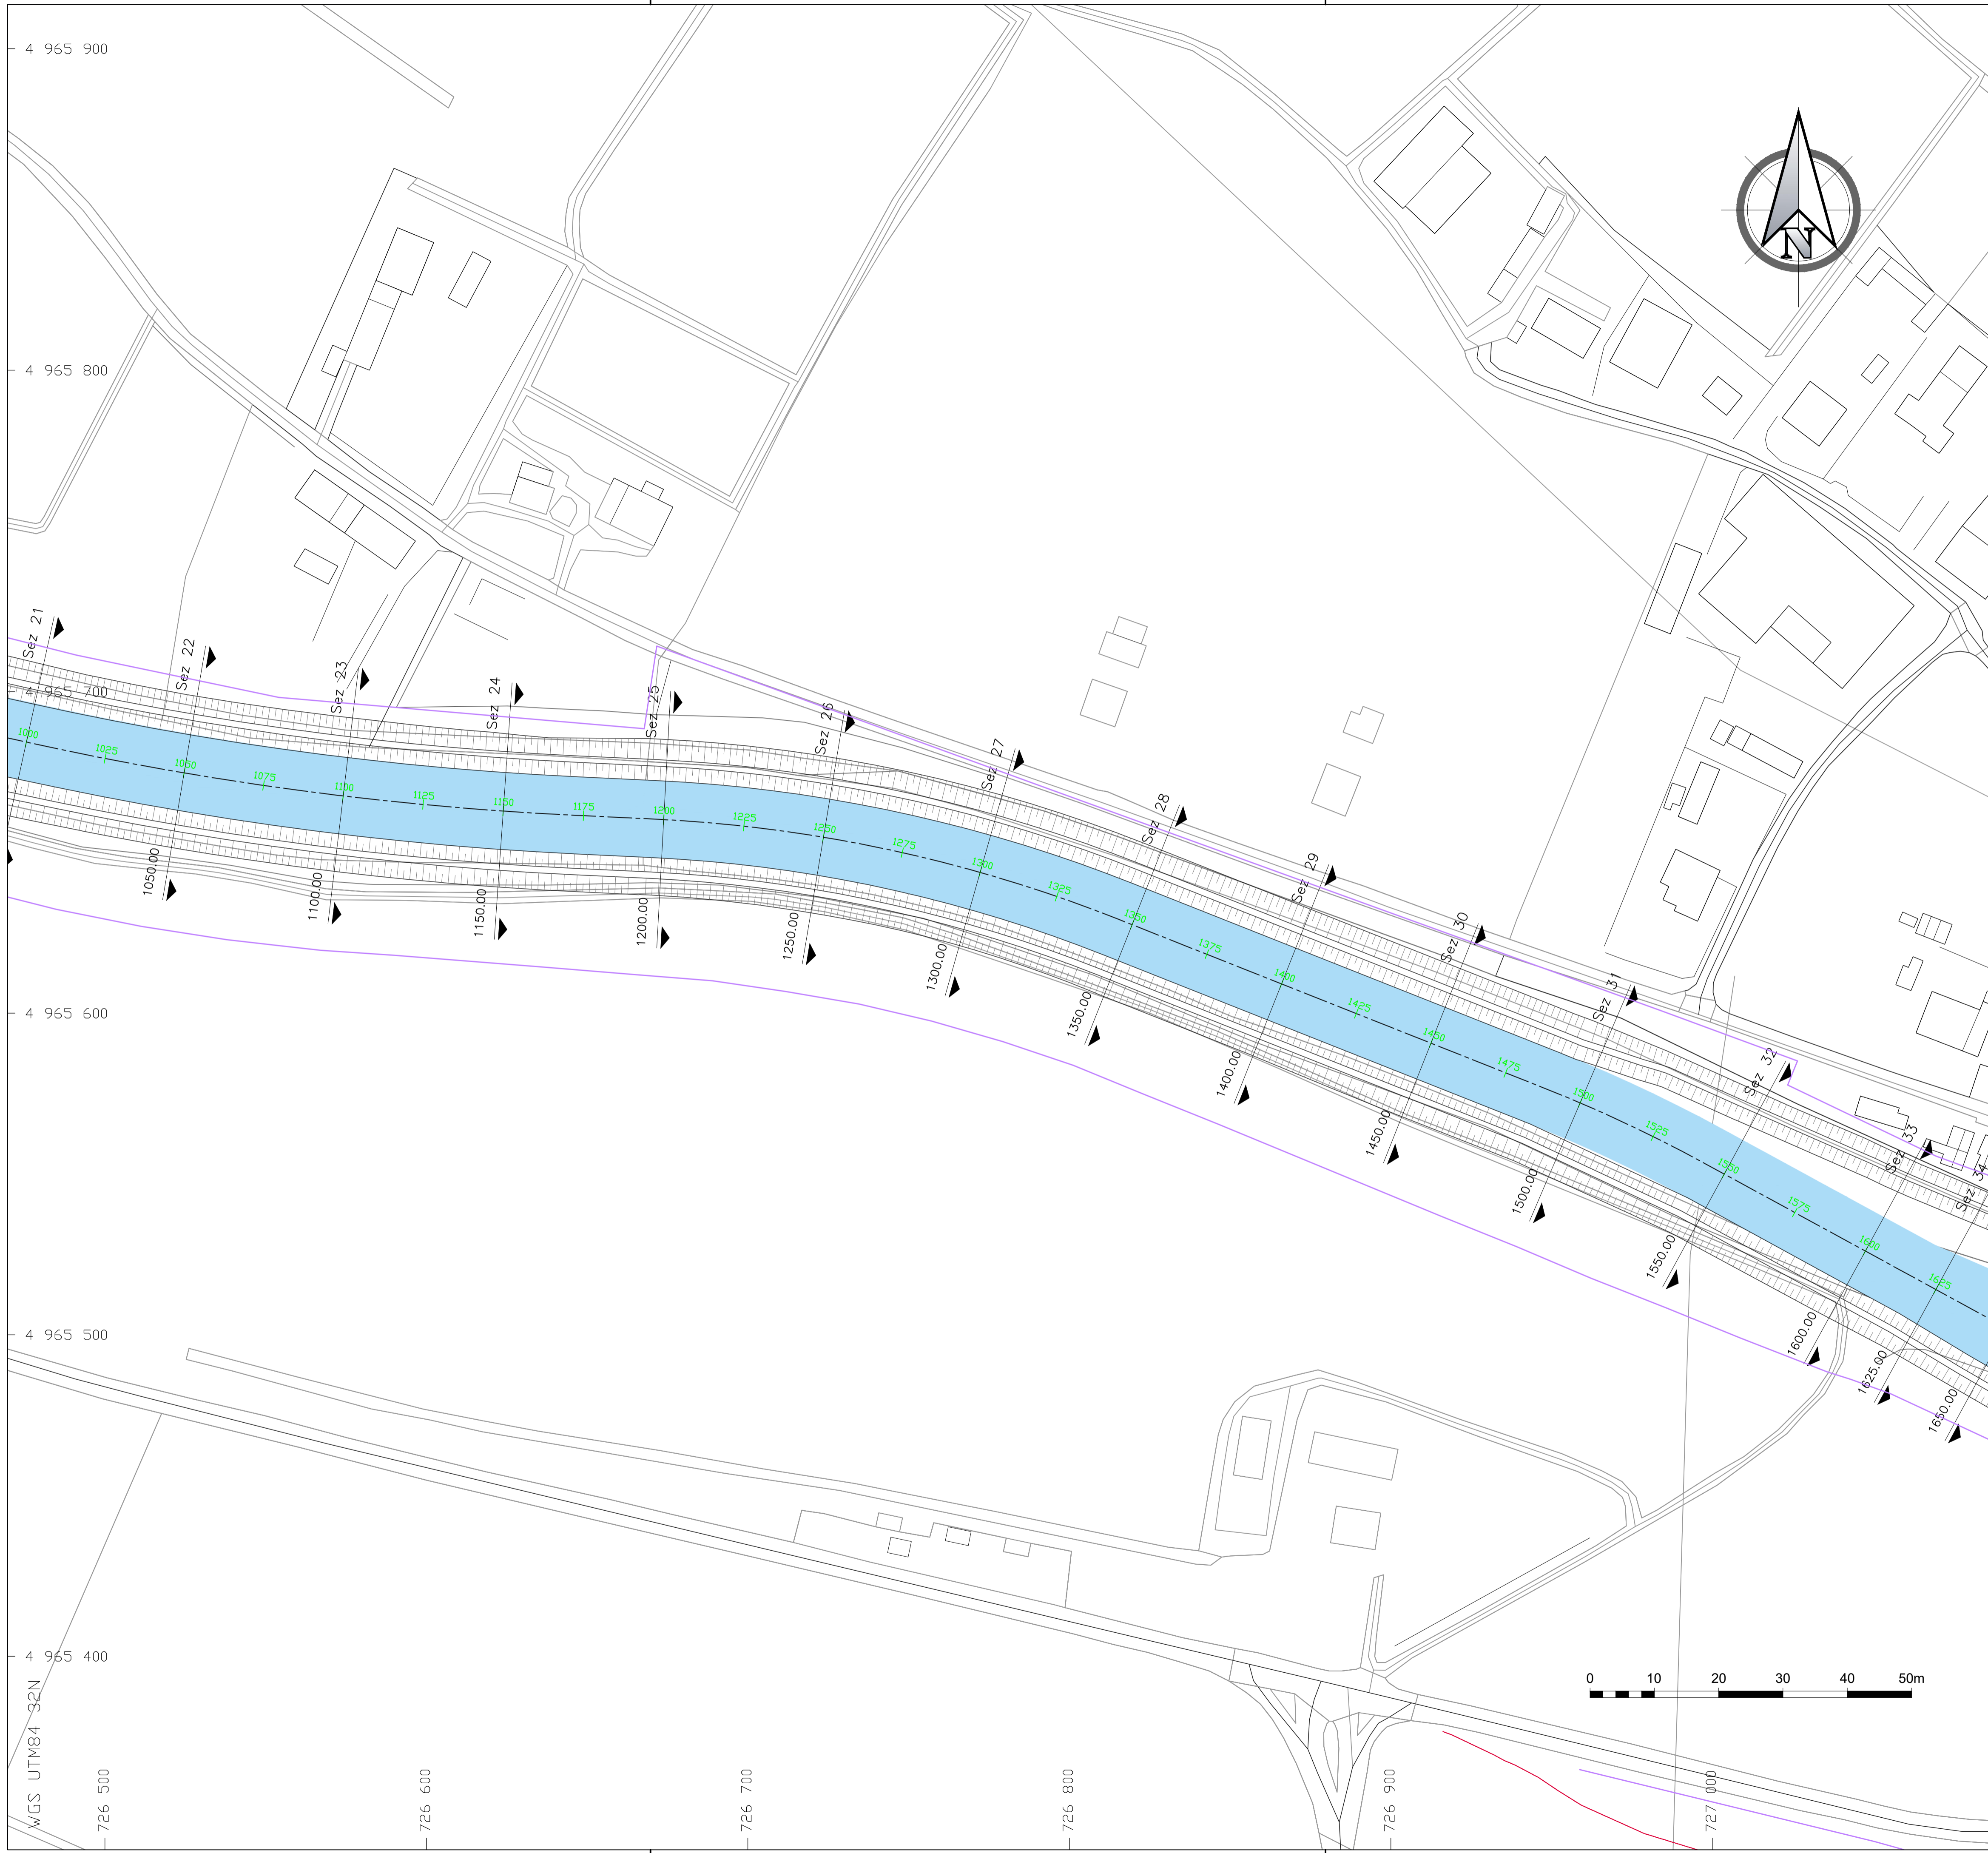 4 965 900
N
4 965 800
Sez 21
Sez 22
Sez 23
Sez 24
Sez 25
Sez 26
Sez 27
Sez 28
Sez 29
Sez 30
Sez 31
Sez 32
Sez 33
Sez 34
4 965 700
1000
1025
1050
1075
1100
1125
1150
1175
1200
1225
1250
1275
1300
1325
1350
1375
1400
1425
1450
1475
1500
1525
1550
1575
1600
1625
1050.00
1100.00
1150.00
1200.00
1250.00
1300.00
1350.00
1400.00
1450.00
1500.00
1550.00
1600.00
1625.00
1650.00
4 965 600
4 965 500
4 965 400
0 10 20 30 40 50m
WGS UTM84 32N
726 500
726 600
726 700
726 800
726 900
727 000